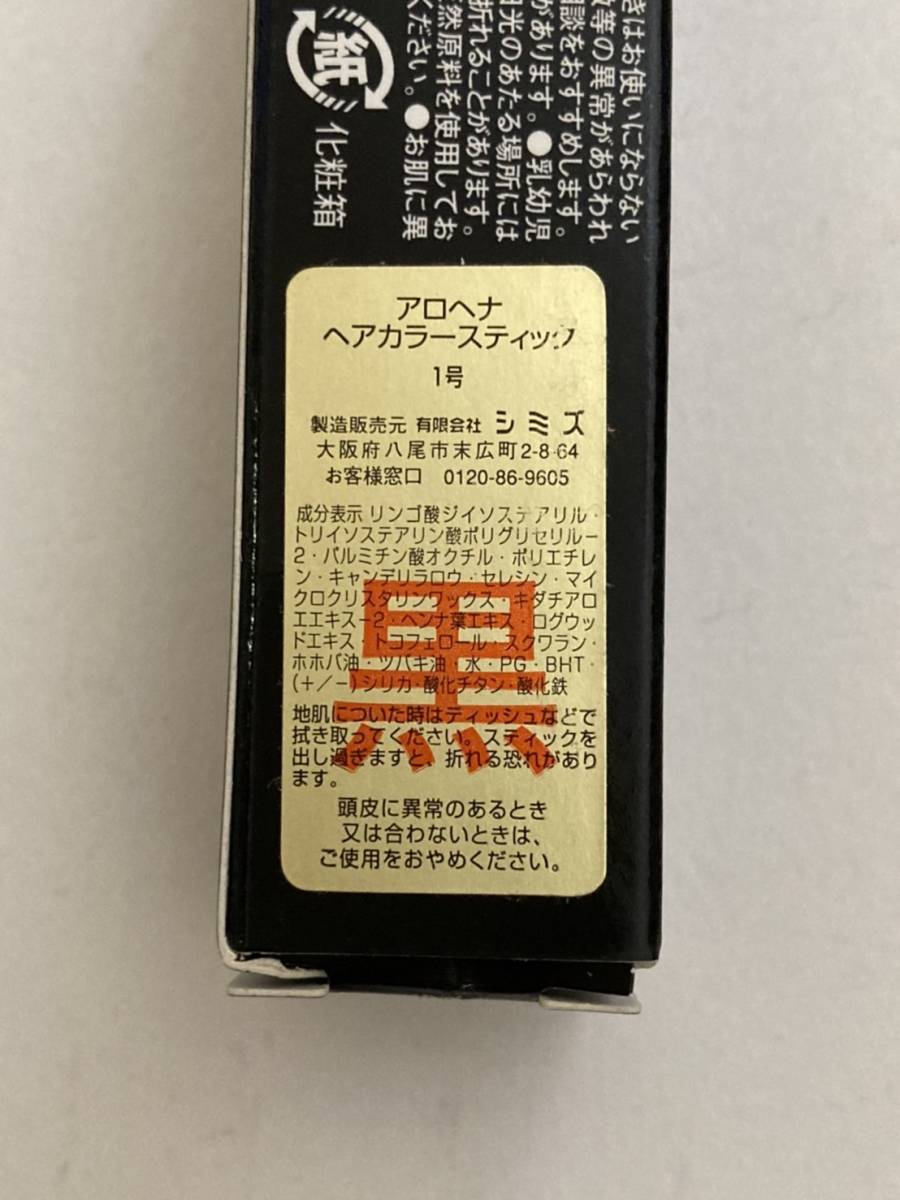 きはお使いにならない
等の異常があらわれ
談をおすすめします。
があります。●乳幼児
光のあたる場所には
折れることがあります。
然原料を使用してお
ください。●お肌に異
紙
化粧箱
アロヘナ
ヘアカラースティック
1号
製造販売元 有限会社 シミズ
大阪府八尾市末広町2-8-64
お客様窓口 0120-86-9605
成分表示 リンゴ酸ジイソステアリル・
トリイソステアリン酸ポリグリセリル－
2・パルミチン酸オクチル・ポリエチレ
ン・キャンデリラロウ・セレシン・マイ
クロクリスタリンワックス・キダチアロ
エエキス－2・ヘンナ葉エキス・ログウッ
ドエキス・トコフェロール・スクワラン・
ホホバ油・ツバキ油・水・PG・BHT・
(＋／－)シリカ・酸化チタン・酸化鉄
黒
地肌についた時はティッシュなどで
拭き取ってください。スティックを
出し過ぎますと、折れる恐れがあり
ます。
頭皮に異常のあるとき
又は合わないときは、
ご使用をおやめください。